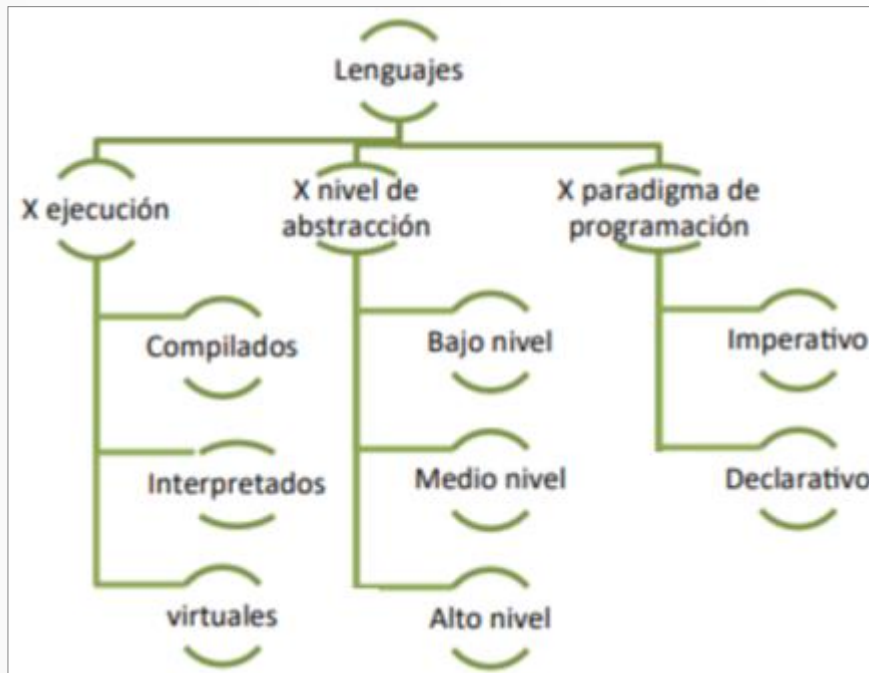 Lenguajes
X ejecución
X nivel de
abstracción
X paradigma de
programación
Compilados
Bajo nivel
Imperativo
Interpretados
Medio nivel
Declarativo
virtuales
Alto nivel